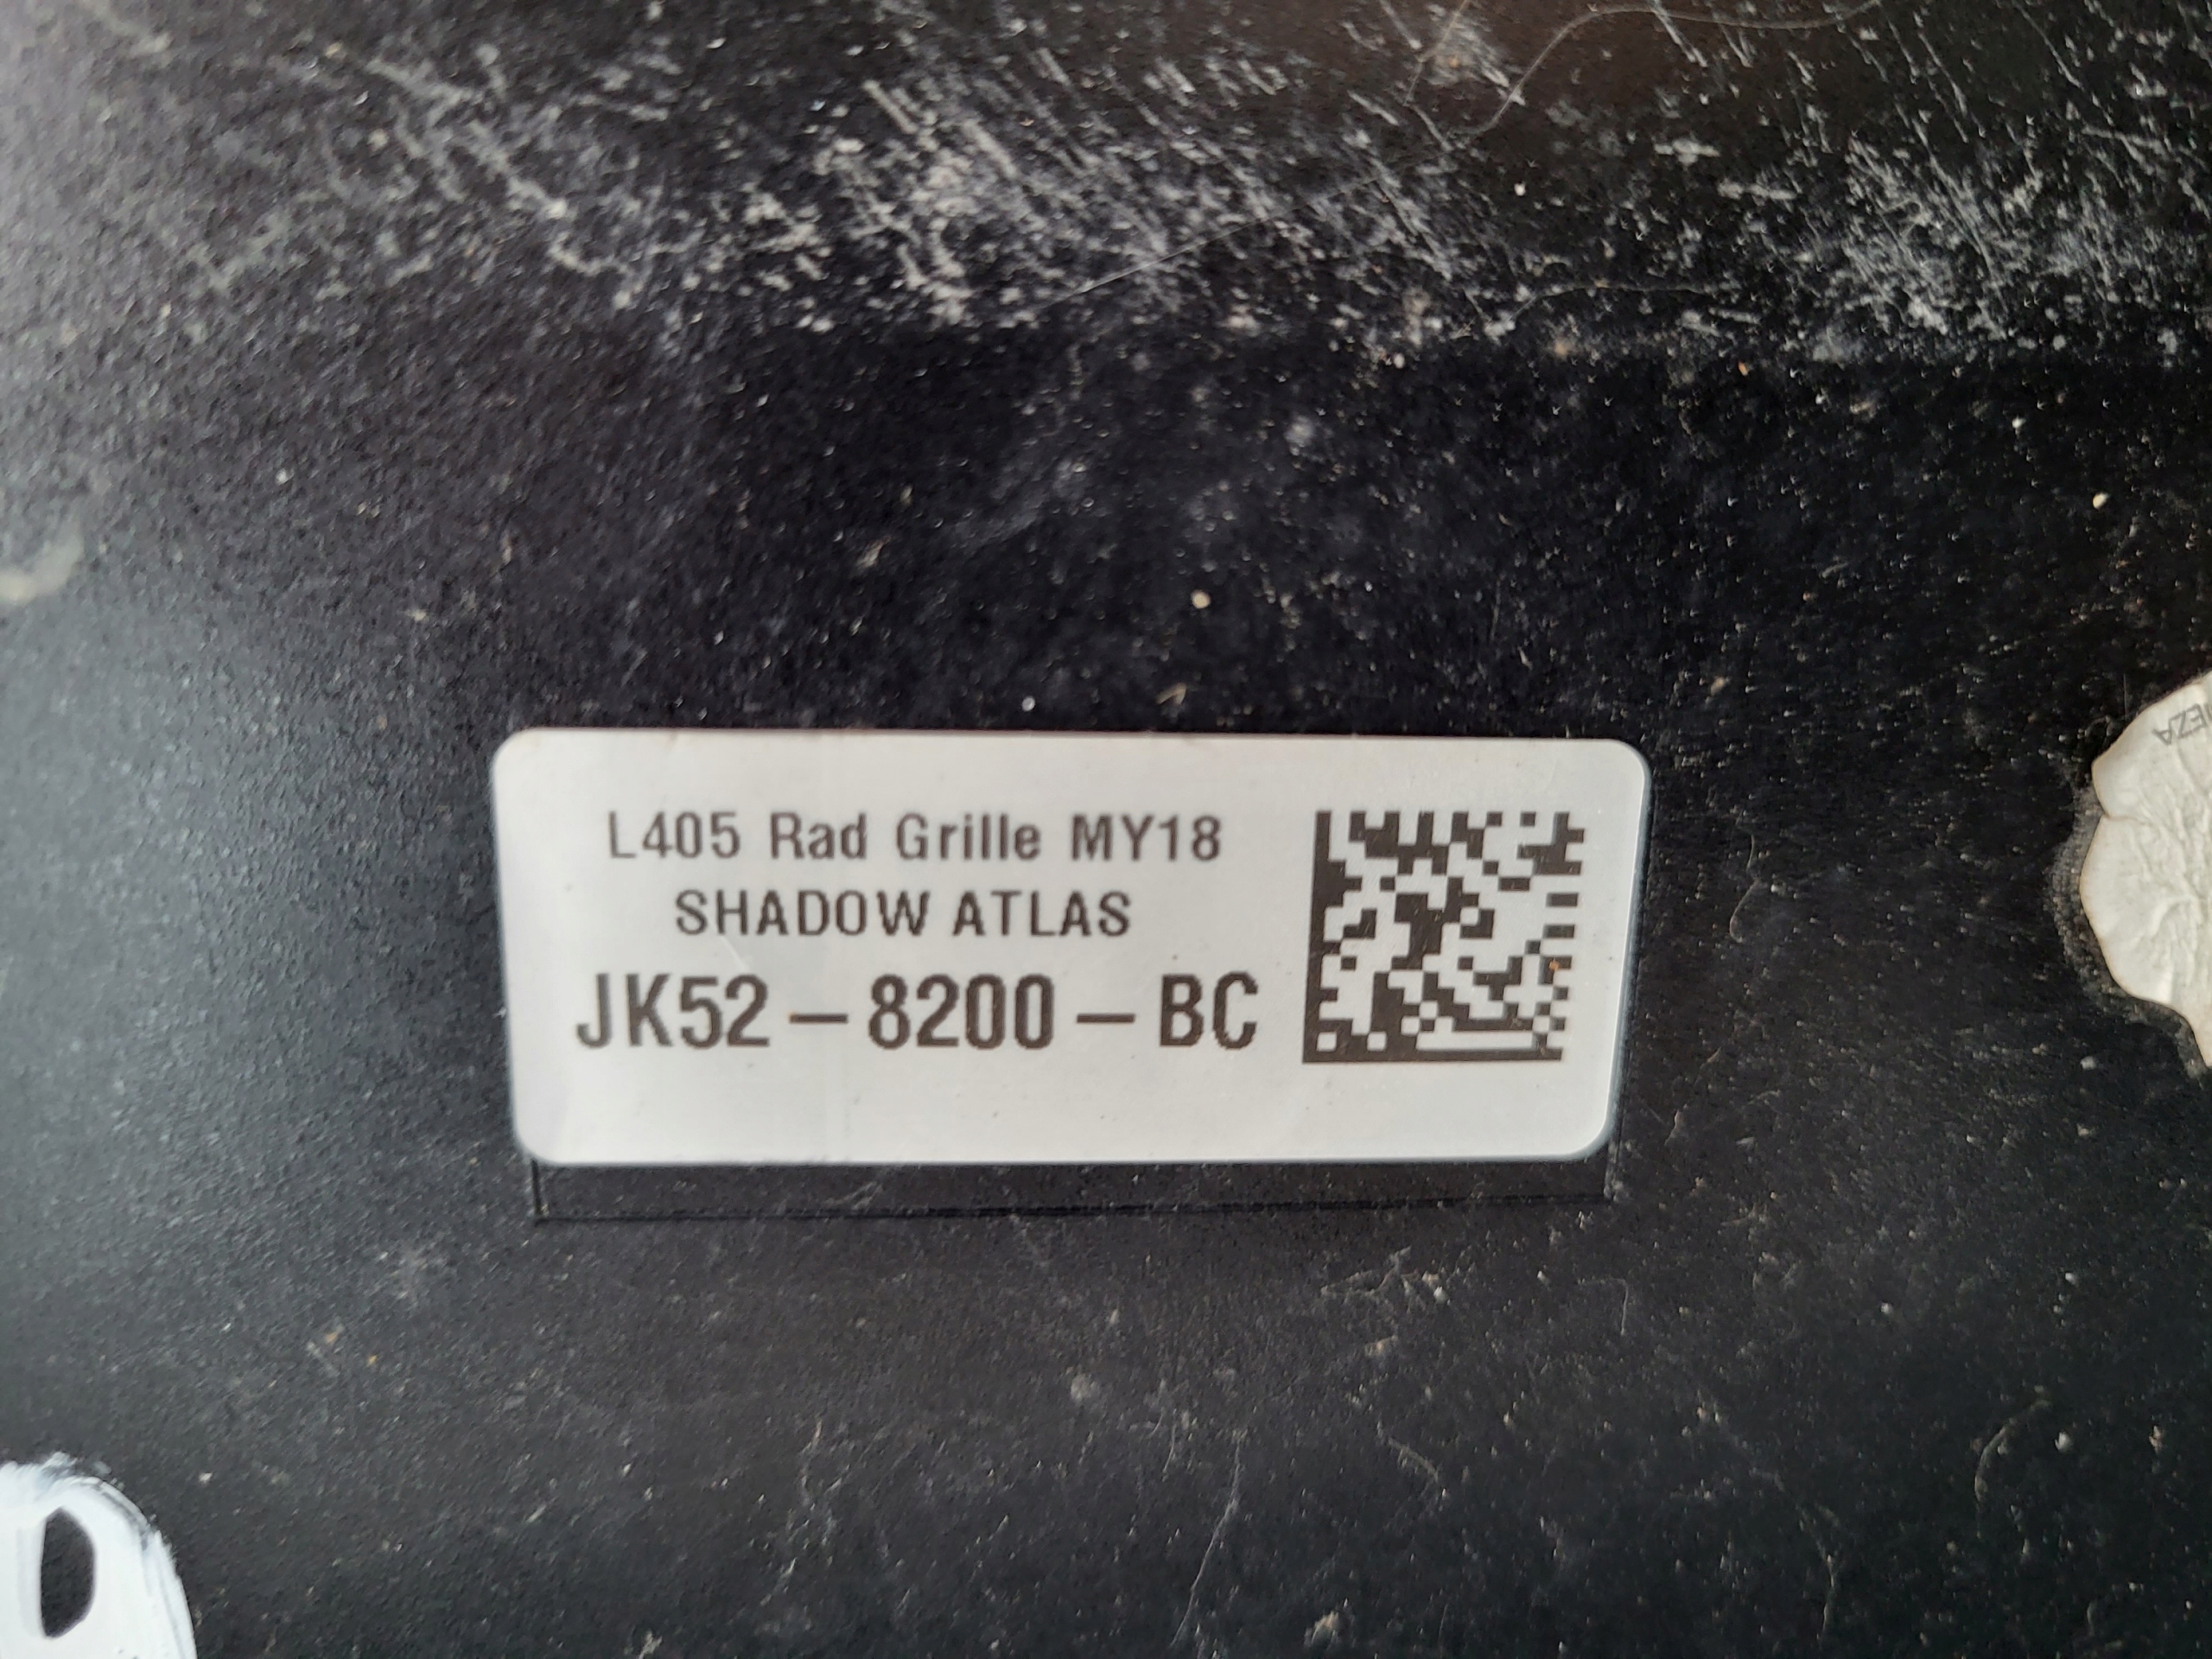 L405 Rad Grille MY18
SHADOW ATLAS
JK52-8200-BC